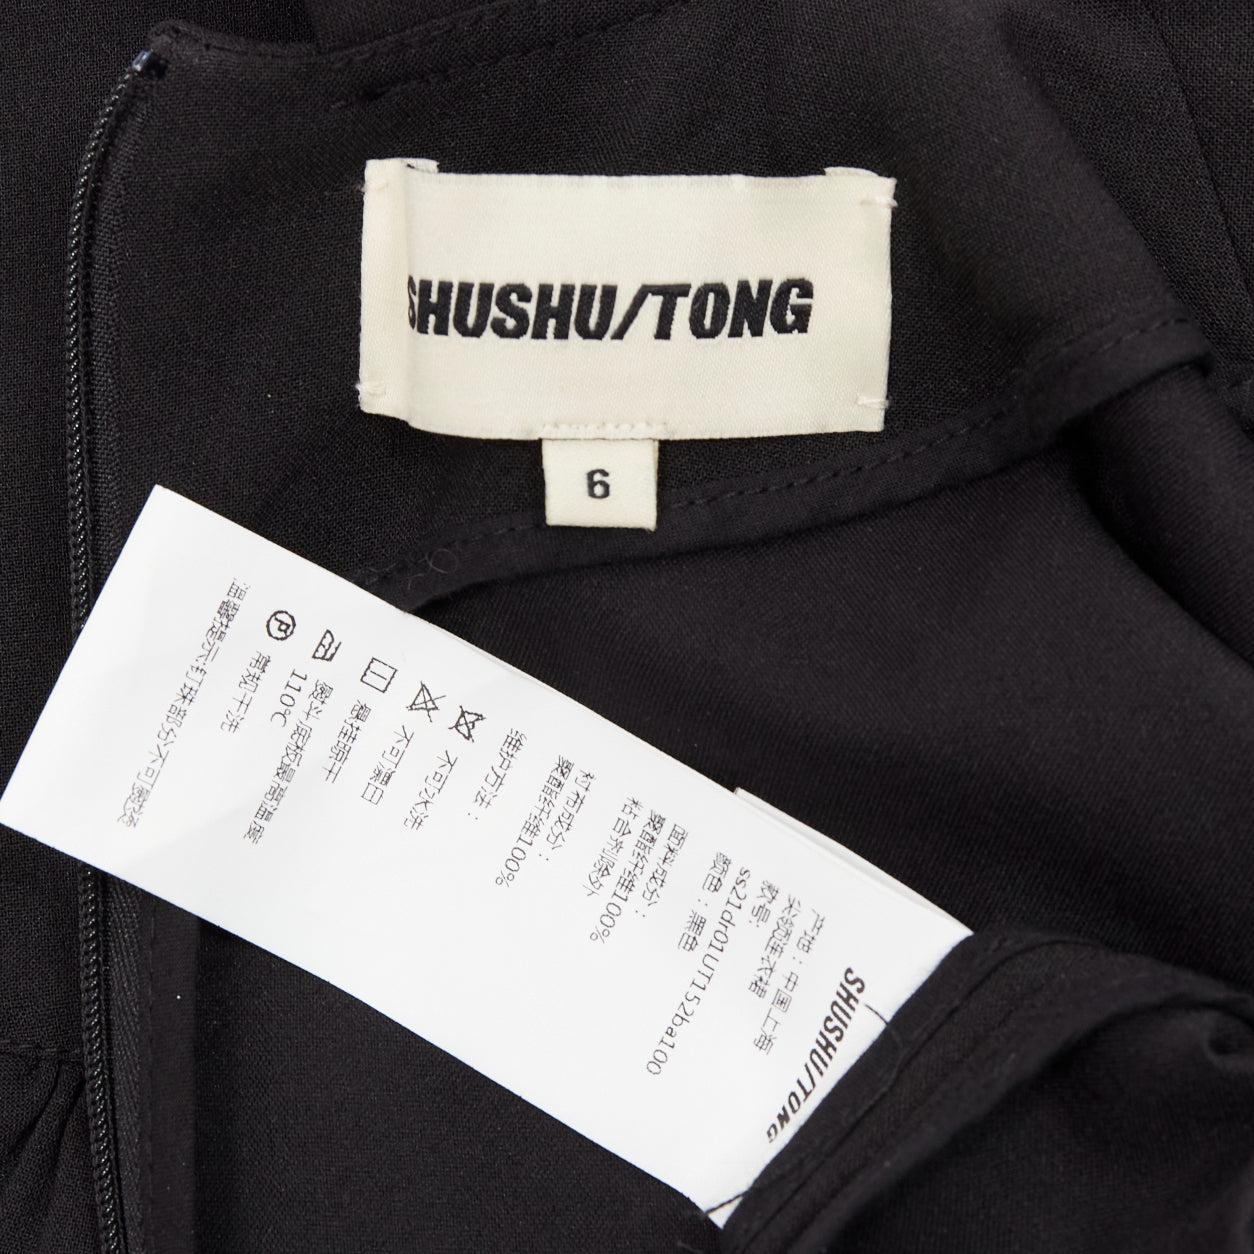 SHUSHU/TONG
6
SHUSHU/TONG
产地：中国上海
款号:
ss21dr01UT152ba100
颜色：黑色
面料成分：
聚酯纤维100%
粘合剂除外
衬布成分：
聚酯纤维100%
维护方法：
不可水洗
不可漂白
悬挂晾干
熨斗底板最高温度
110℃
P
常规干洗
温馨提示:钉珠部分不可熨烫